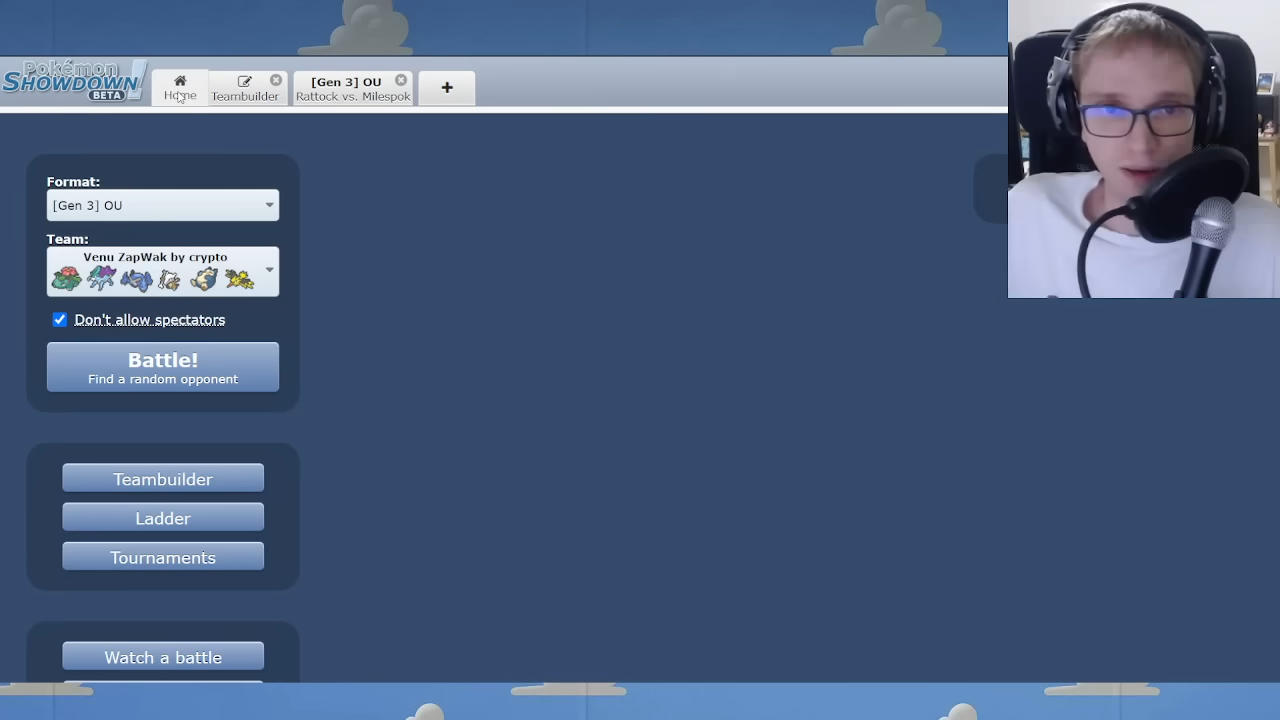 Pokémon
SHOWDOWN!
BETA
Home
Teambuilder
[Gen 3] OU
Rattock vs. Milespok
+
Format:
[Gen 3] OU
Team:
Venu ZapWak by crypto
Don't allow spectators
Battle!
Find a random opponent
Teambuilder
Ladder
Tournaments
Watch a battle